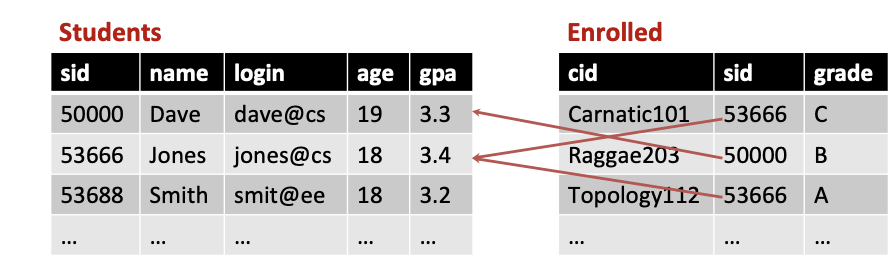 Students Enrolled
sid name login age gpa cid sid grade
50000 Dave dave@cs 19 3.3 Carnatic101 53666 C
53666 Jones jones@cs 18 3.4 Raggae203 50000 B
53688 Smith smit@ee 18 3.2 Topology112 53666 A
... ... ... ... ... ... ... ...